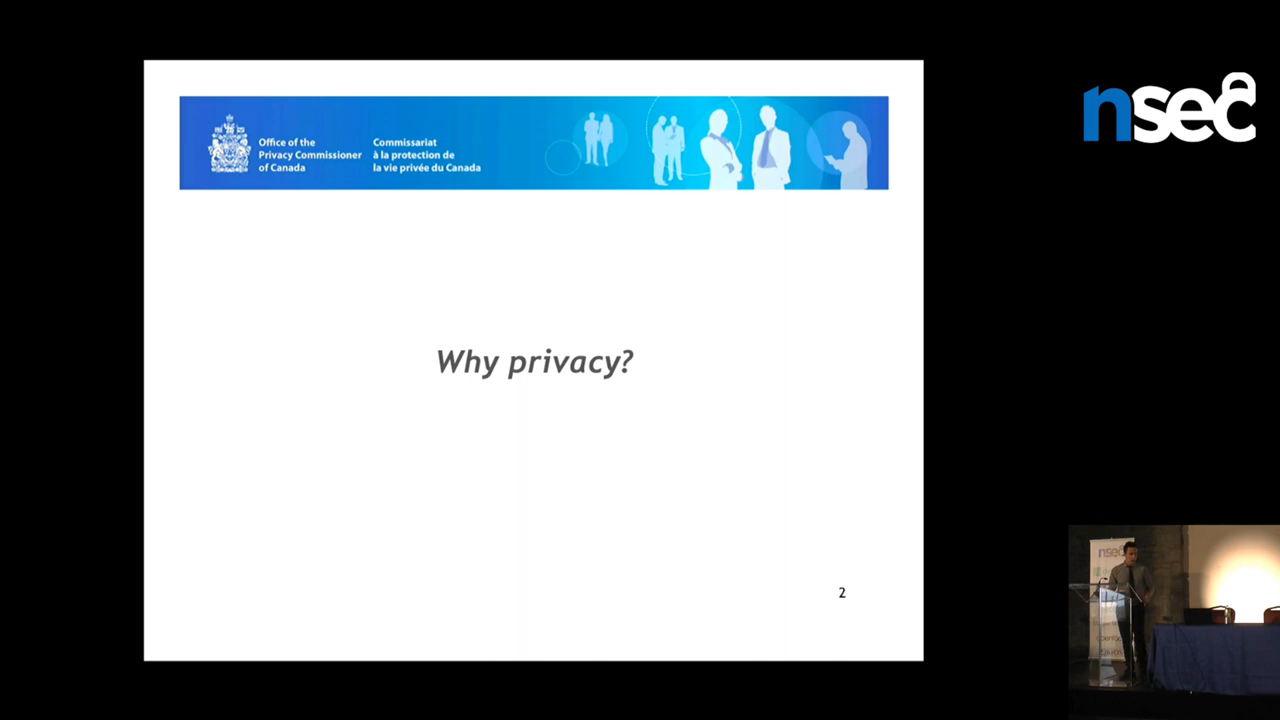 Office of the
Privacy Commissioner
of Canada
Commissariat
à la protection de
la vie privée du Canada
nsec
Why privacy?
2
nsec